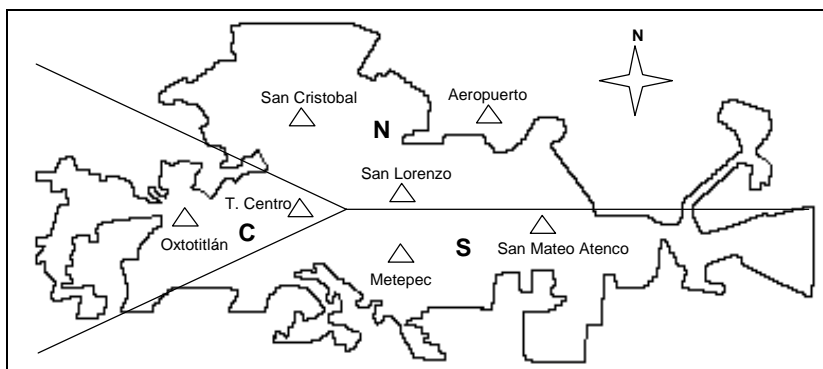 N
San Cristobal
Aeropuerto
N
San Lorenzo
T. Centro
Oxtotitlán
C
S
San Mateo Atenco
Metepec